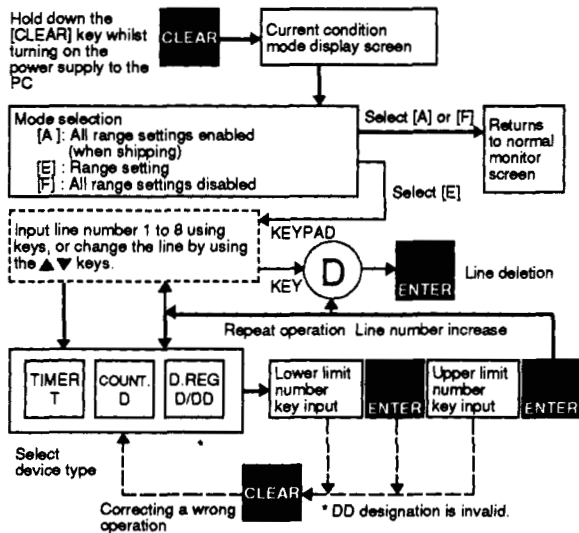 Hold down the
[CLEAR] key whilst
turning on the
power supply to the
PC
CLEAR
Current condition
mode display screen
Mode selection
[A] : All range settings enabled
(when shipping)
[E] : Range setting
[F] : All range settings disabled
Select [A] or [F]
Returns
to normal
monitor
screen
Select [E]
Input line number 1 to 8 using
keys, or change the line by using
the ▲ ▼ keys.
KEYPAD
KEY
D
ENTER
Line deletion
Repeat operation Line number increase
TIMER
T
COUNT.
D
D.REG
D/DD
*
Lower limit
number
key input
ENTER
Upper limit
number
key input
ENTER
Select
device type
CLEAR
Correcting a wrong
operation
* DD designation is invalid.